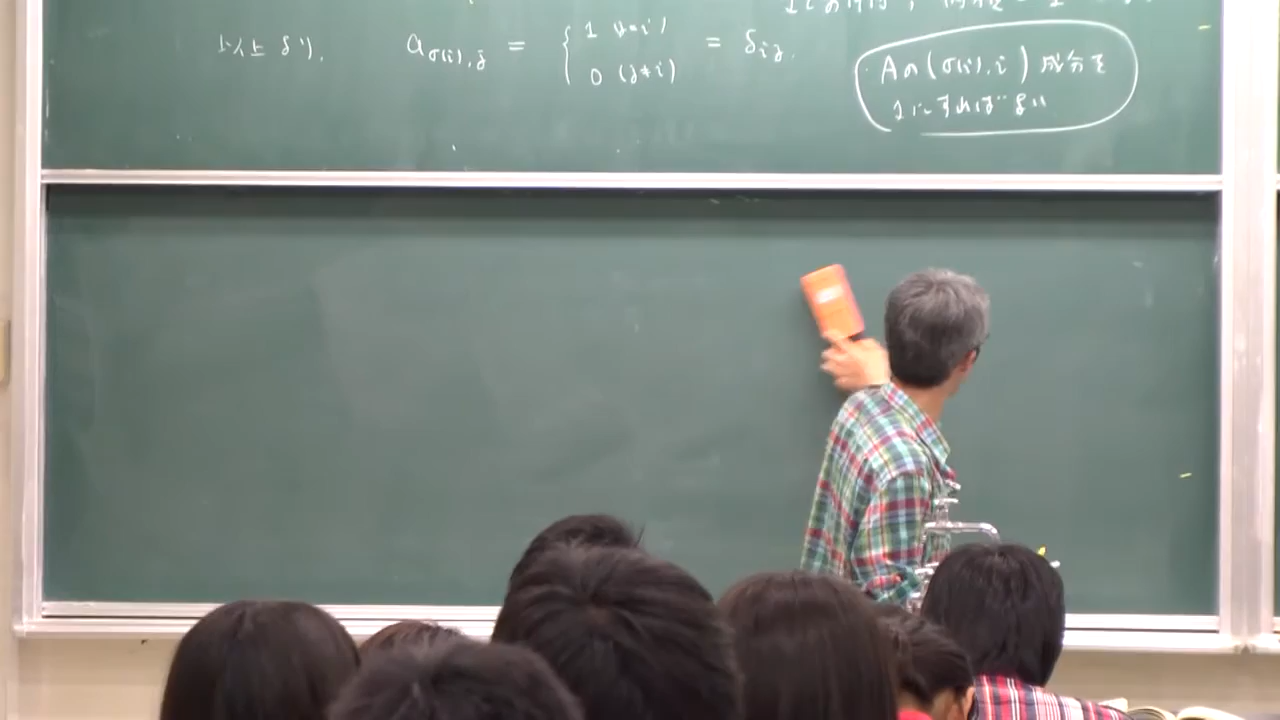 以上より、 a_{σ(i),j} = { 1 (j=i) 0 (j≠i) = δ_{ij}.
Aの(σ(i),i)成分を
1にすればよい